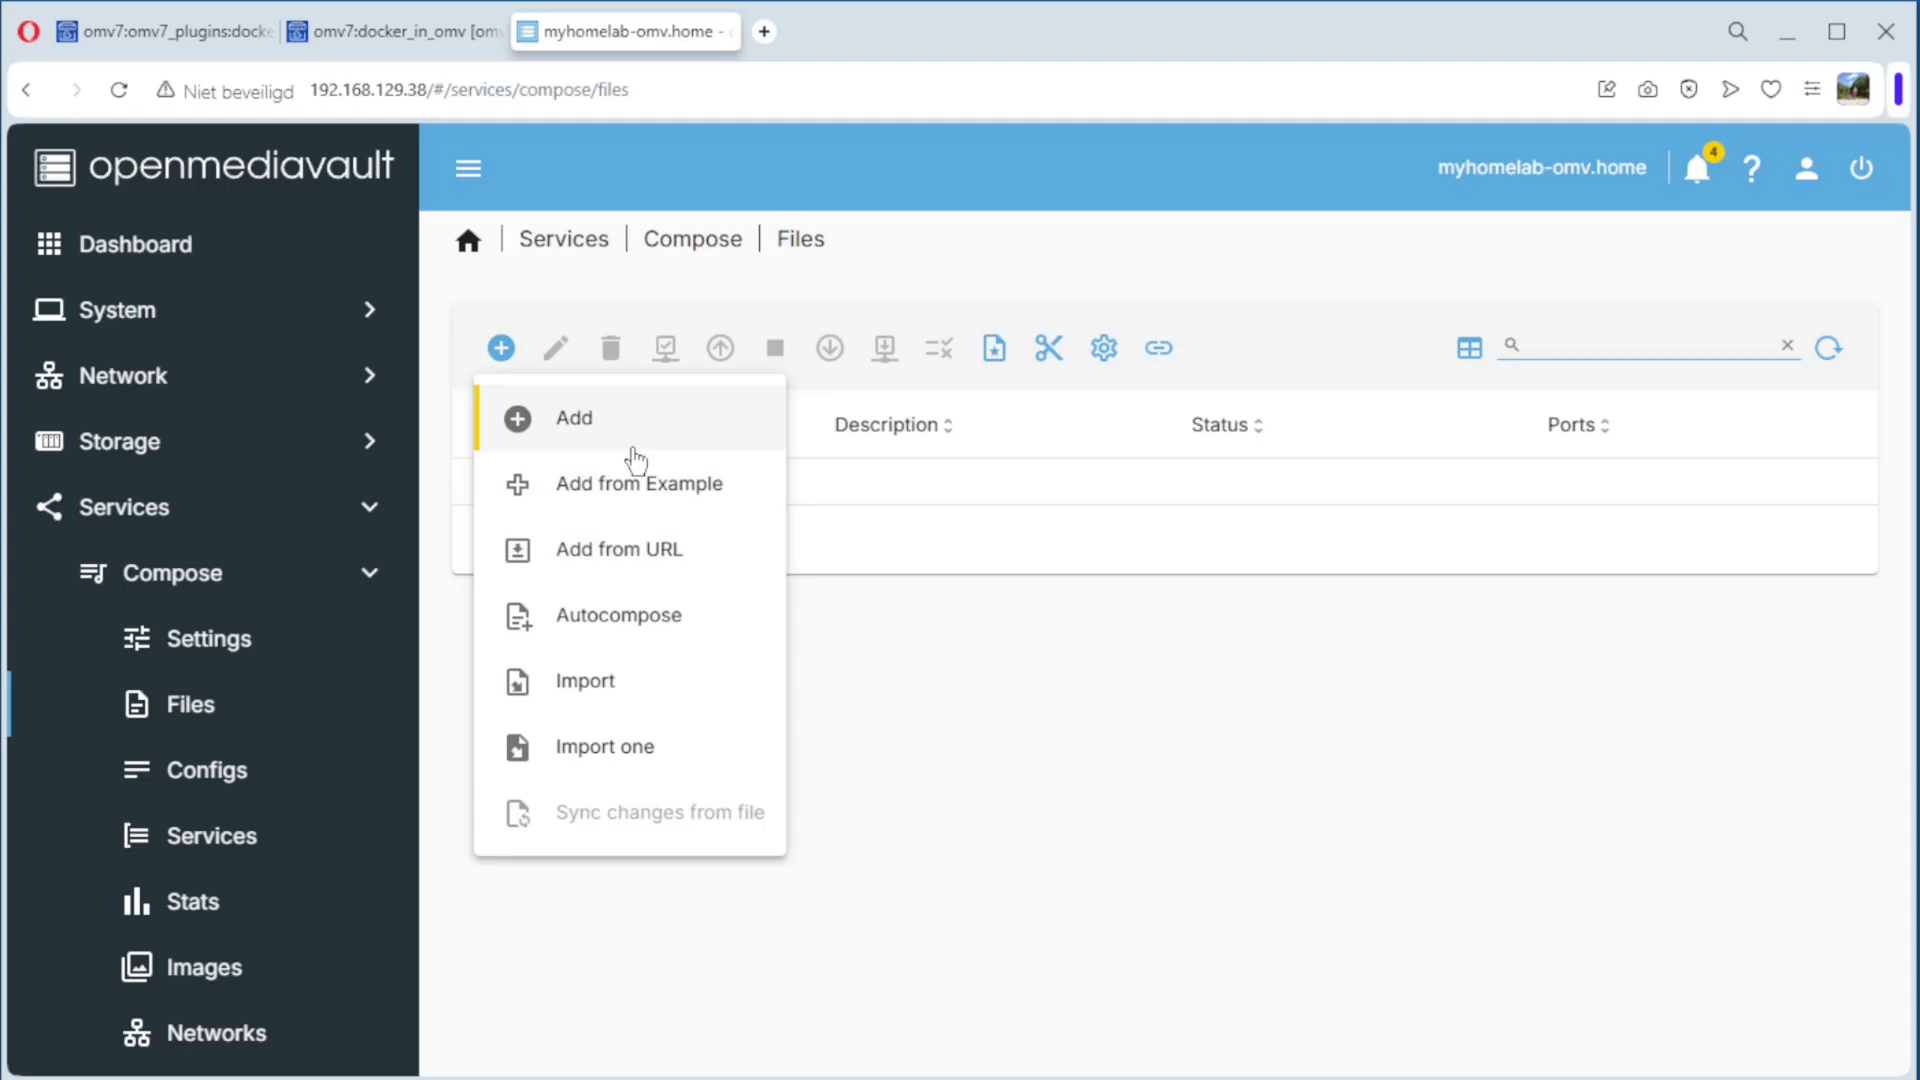 omv7:omv7_plugins:docke
omv7:docker_in_omv [om
myhomelab-omv.home -
Niet beveiligd
192.168.129.38/#/services/compose/files
openmediavault
myhomelab-omv.home
4
Services | Compose | Files
Dashboard
System
Network
Storage
Services
Compose
Settings
Files
Configs
Services
Stats
Images
Networks
Description
Status
Ports
Add
Add from Example
Add from URL
Autocompose
Import
Import one
Sync changes from file